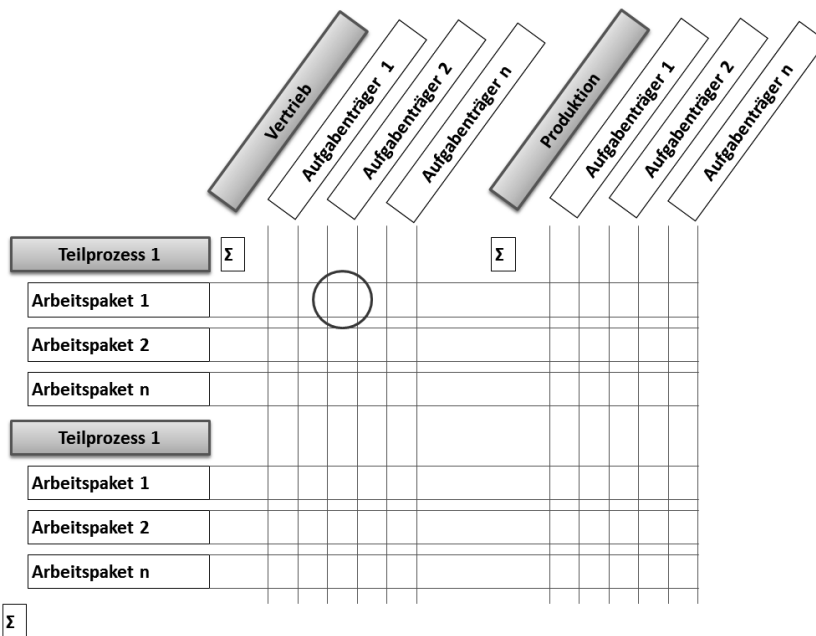 Vertrieb
Aufgabenträger 1
Aufgabenträger 2
Aufgabenträger n
Produktion
Aufgabenträger 1
Aufgabenträger 2
Aufgabenträger n
Teilprozess 1
Σ
Σ
Arbeitspaket 1
Arbeitspaket 2
Arbeitspaket n
Teilprozess 1
Arbeitspaket 1
Arbeitspaket 2
Arbeitspaket n
Σ